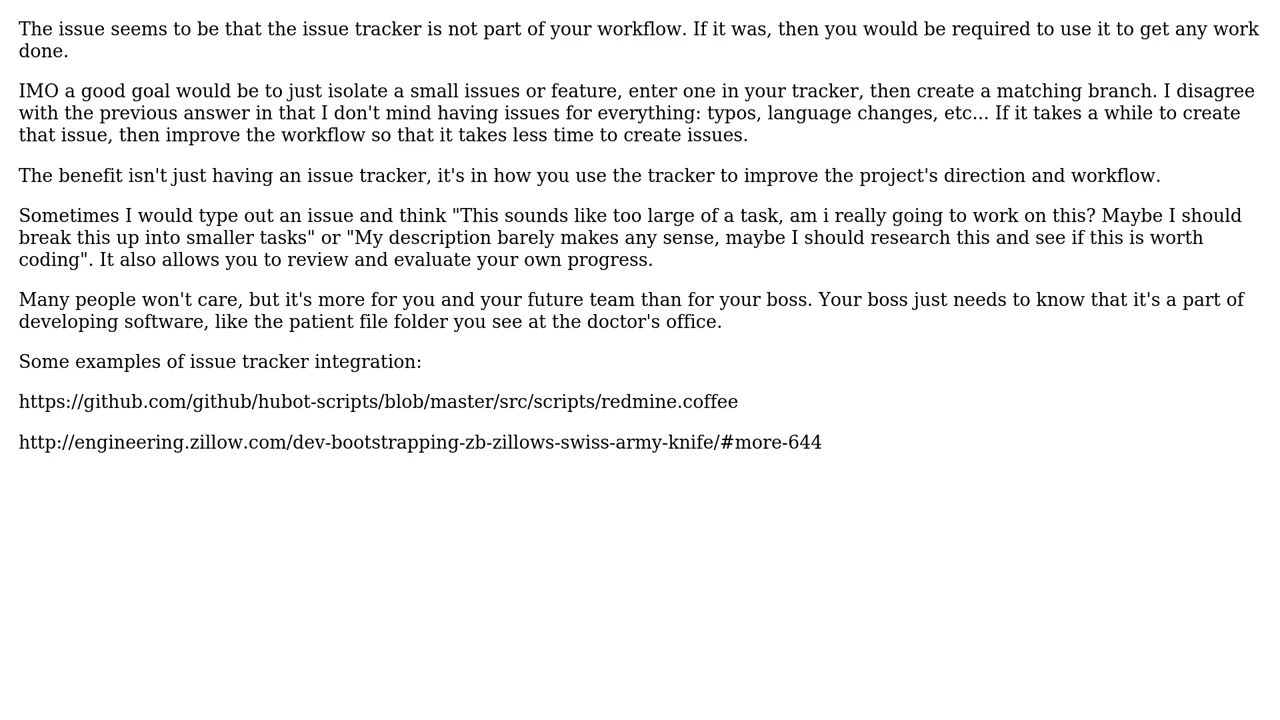 The issue seems to be that the issue tracker is not part of your workflow. If it was, then you would be required to use it to get any work
done.
IMO a good goal would be to just isolate a small issues or feature, enter one in your tracker, then create a matching branch. I disagree
with the previous answer in that I don't mind having issues for everything: typos, language changes, etc... If it takes a while to create
that issue, then improve the workflow so that it takes less time to create issues.
The benefit isn't just having an issue tracker, it's in how you use the tracker to improve the project's direction and workflow.
Sometimes I would type out an issue and think "This sounds like too large of a task, am i really going to work on this? Maybe I should
break this up into smaller tasks" or "My description barely makes any sense, maybe I should research this and see if this is worth
coding". It also allows you to review and evaluate your own progress.
Many people won't care, but it's more for you and your future team than for your boss. Your boss just needs to know that it's a part of
developing software, like the patient file folder you see at the doctor's office.
Some examples of issue tracker integration:
https://github.com/github/hubot-scripts/blob/master/src/scripts/redmine.coffee
http://engineering.zillow.com/dev-bootstrapping-zb-zillows-swiss-army-knife/#more-644